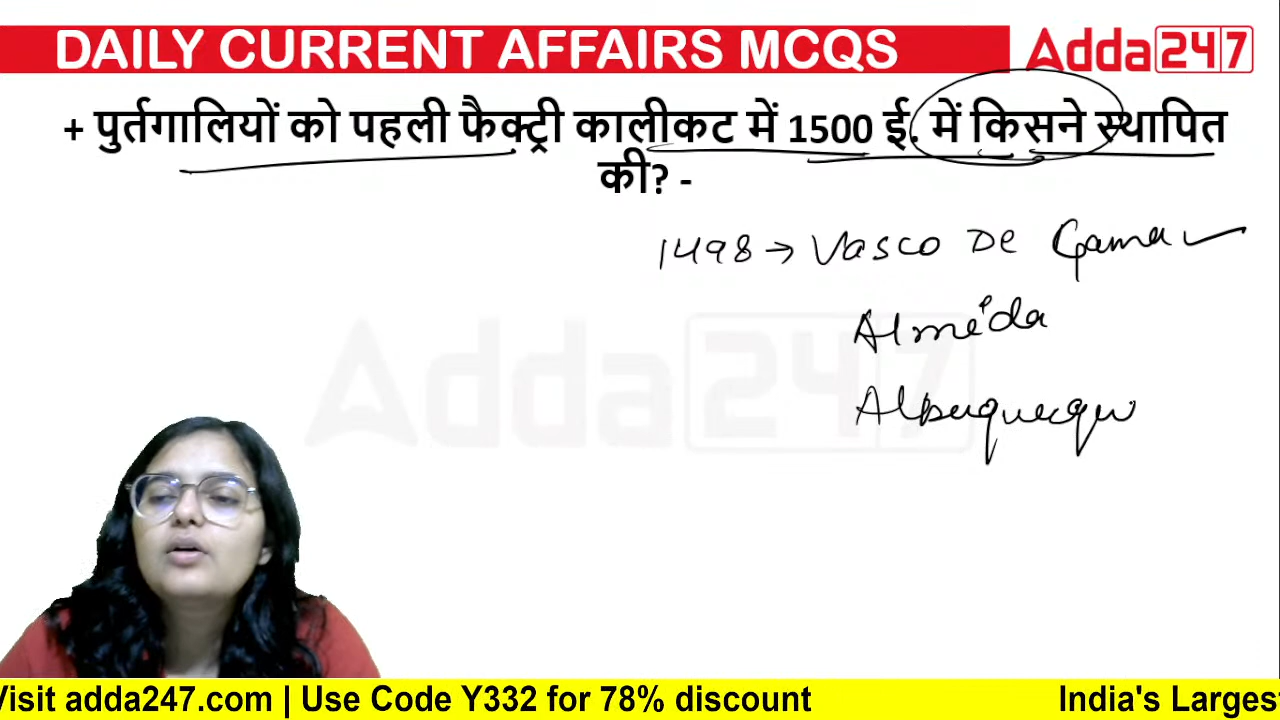 DAILY CURRENT AFFAIRS MCQS
Adda247
+ पुर्तगालियों को पहली फैक्ट्री कालीकट में 1500 ई. में किसने स्थापित
की? -
1498 → Vasco De Gama
Almeida
Adda247
Visit adda247.com | Use Code Y332 for 78% discount India's Largest